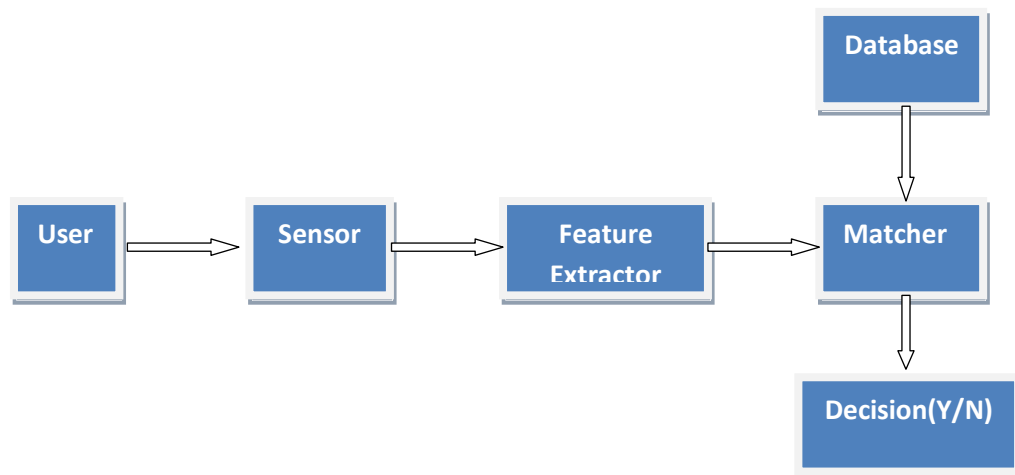 Database
User
Sensor
Feature
Extractor
Matcher
Decision(Y/N)